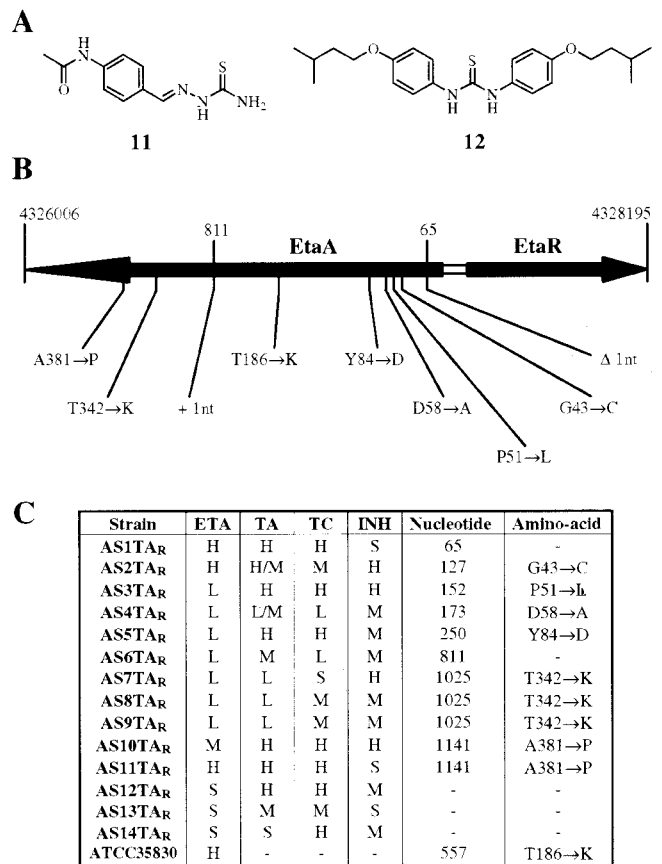 A
H
N
O
N
N
H
S
NH2
11
O
S
N
H
N
H
O
12
B
4326006
811
65
4328195
EtaA
EtaR
A381→P
T186→K
Y84→D
Δ 1nt
T342→K
+ 1nt
D58→A
G43→C
P51→L
C
Strain ETA TA TC INH Nucleotide Amino-acid
AS1TAR H H H S 65 -
AS2TAR H H/M M H 127 G43→C
AS3TAR L H H H 152 P51→L
AS4TAR L L/M L M 173 D58→A
AS5TAR L H H M 250 Y84→D
AS6TAR L M L M 811 -
AS7TAR L L S H 1025 T342→K
AS8TAR L L M M 1025 T342→K
AS9TAR L L M M 1025 T342→K
AS10TAR M H H H 1141 A381→P
AS11TAR H H H S 1141 A381→P
AS12TAR S H H M - -
AS13TAR S M M S - -
AS14TAR S S H M - -
ATCC35830 H - - - 557 T186→K